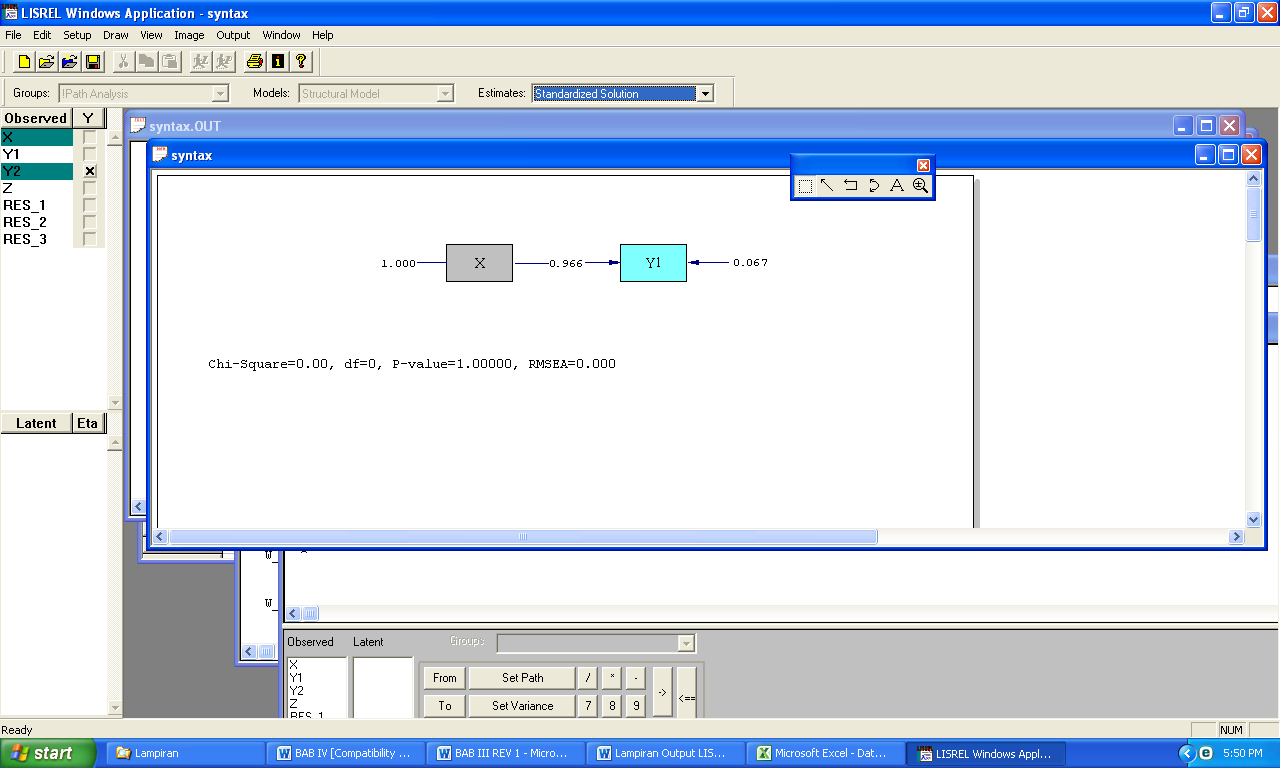 LISREL Windows Application - syntax
File Edit Setup Draw View Image Output Window Help
Groups: !Path Analysis Models: Structural Model Estimates: Standardized Solution
Observed Y
X
Y1
Y2
Z
RES_1
RES_2
RES_3
Latent Eta
syntax.OUT
syntax
1.000 X 0.966 Y1 0.067
Chi-Square=0.00, df=0, P-value=1.00000, RMSEA=0.000
W_
W_
Observed Latent Groups:
X
Y1
Y2
Z
RES_1
From Set Path / * - -> <==
To Set Variance 7 8 9
Ready NUM
start Lampiran BAB IV [Compatibility ... BAB III REV 1 - Micro... Lampiran Output LIS... Microsoft Excel - Dat... LISREL Windows Appl... 5:50 PM